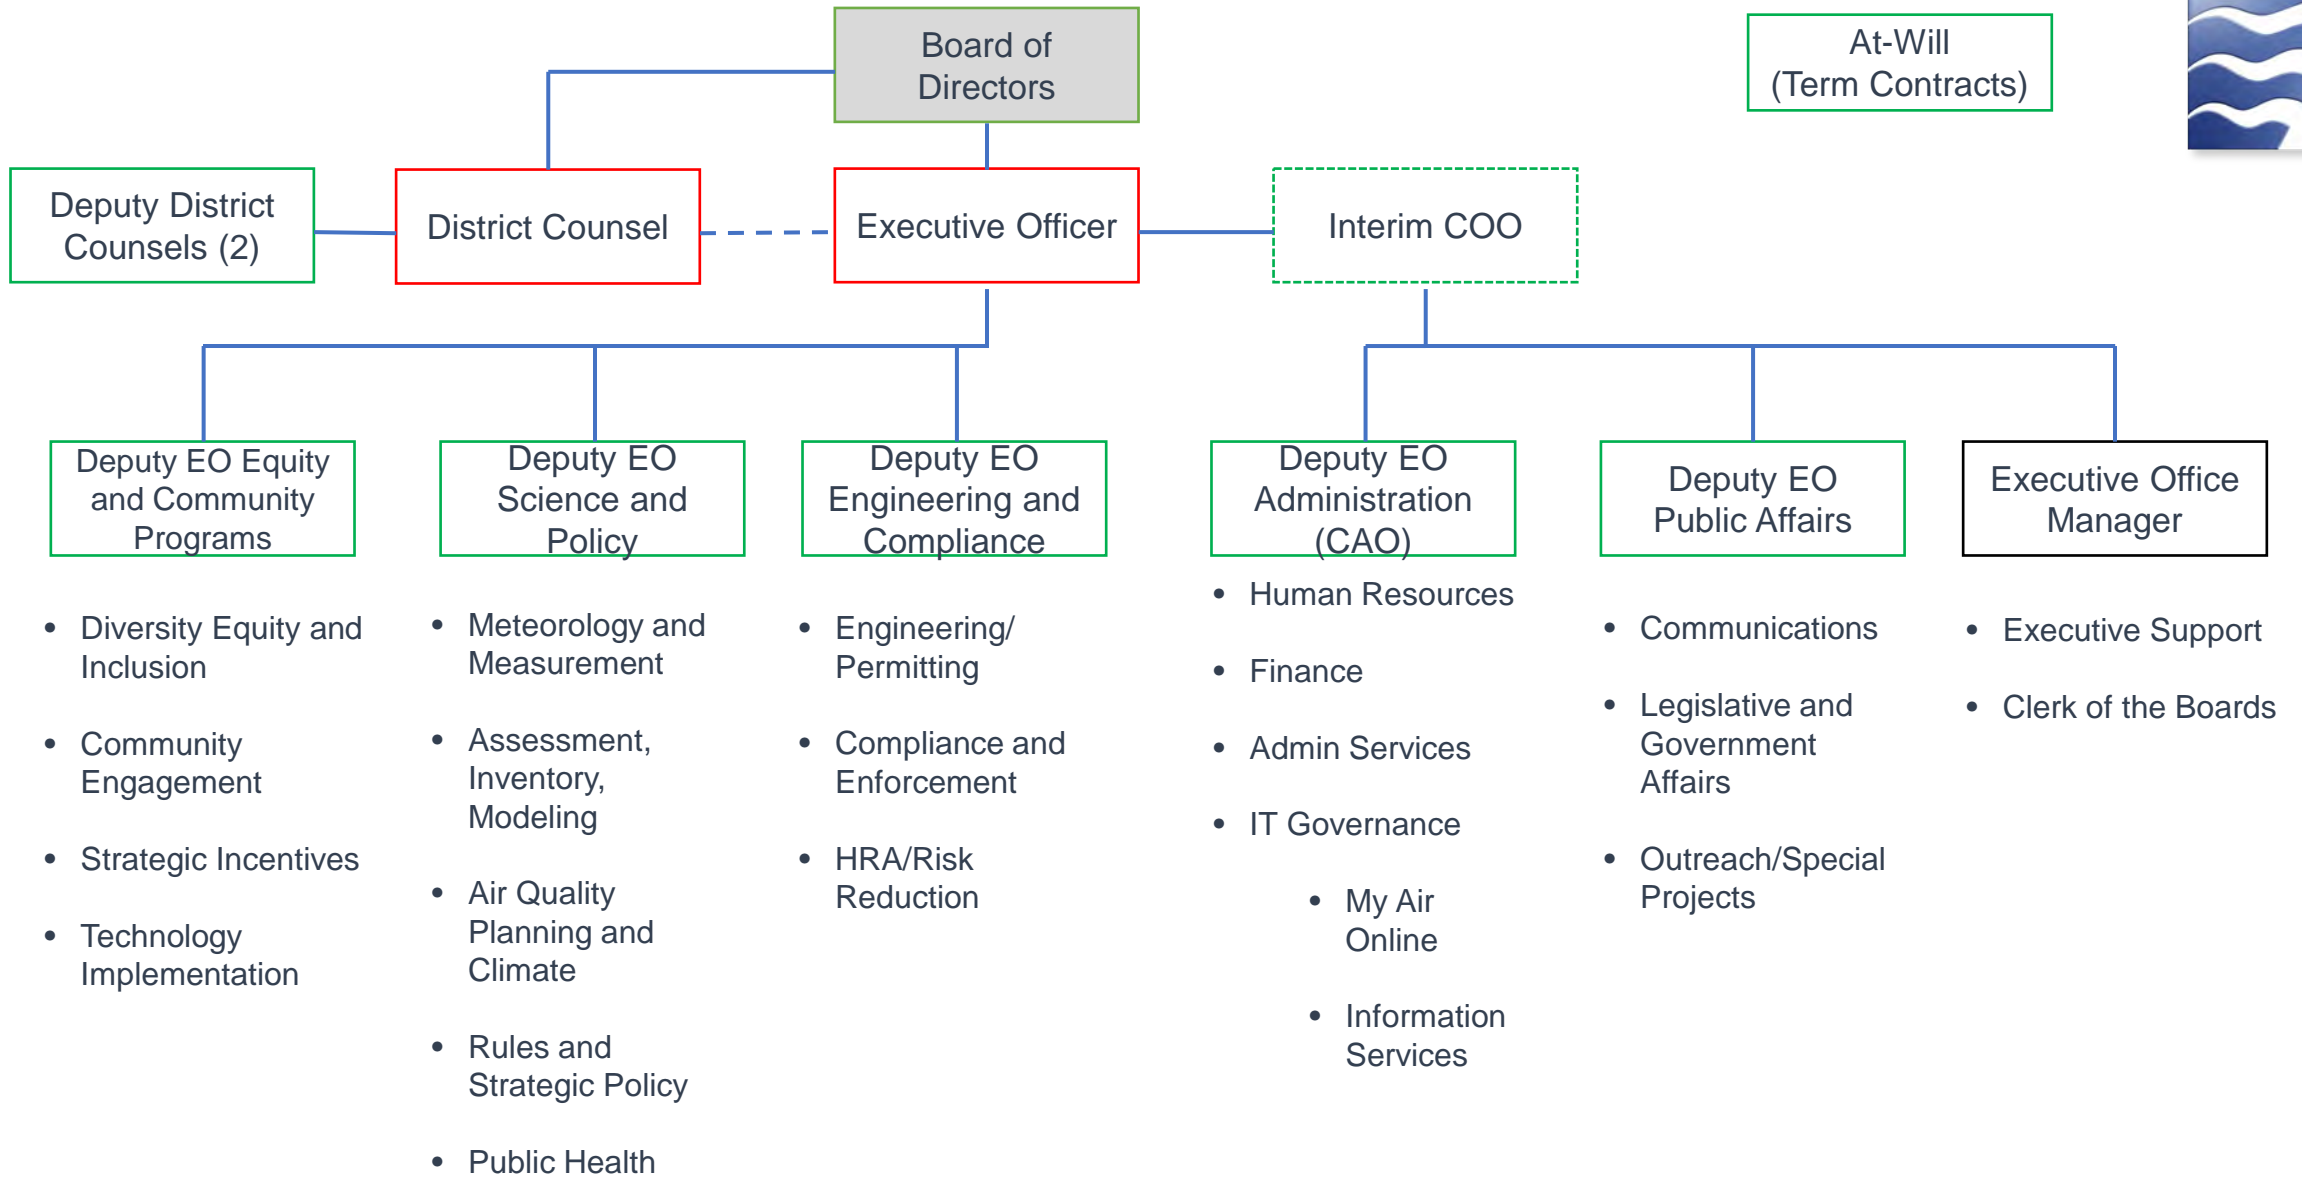 Board of
Directors
At-Will
(Term Contracts)
Deputy District
Counsels (2)
District Counsel
Executive Officer
Interim COO
Deputy EO Equity
and Community
Programs
Deputy EO
Science and
Policy
Deputy EO
Engineering and
Compliance
Deputy EO
Administration
(CAO)
Deputy EO
Public Affairs
Executive Office
Manager
• Diversity Equity and
Inclusion
• Community
Engagement
• Strategic Incentives
• Technology
Implementation
• Meteorology and
Measurement
• Assessment,
Inventory,
Modeling
• Air Quality
Planning and
Climate
• Rules and
Strategic Policy
• Public Health
• Engineering/
Permitting
• Compliance and
Enforcement
• HRA/Risk
Reduction
• Human Resources
• Finance
• Admin Services
• IT Governance
• My Air
Online
• Information
Services
• Communications
• Legislative and
Government
Affairs
• Outreach/Special
Projects
• Executive Support
• Clerk of the Boards